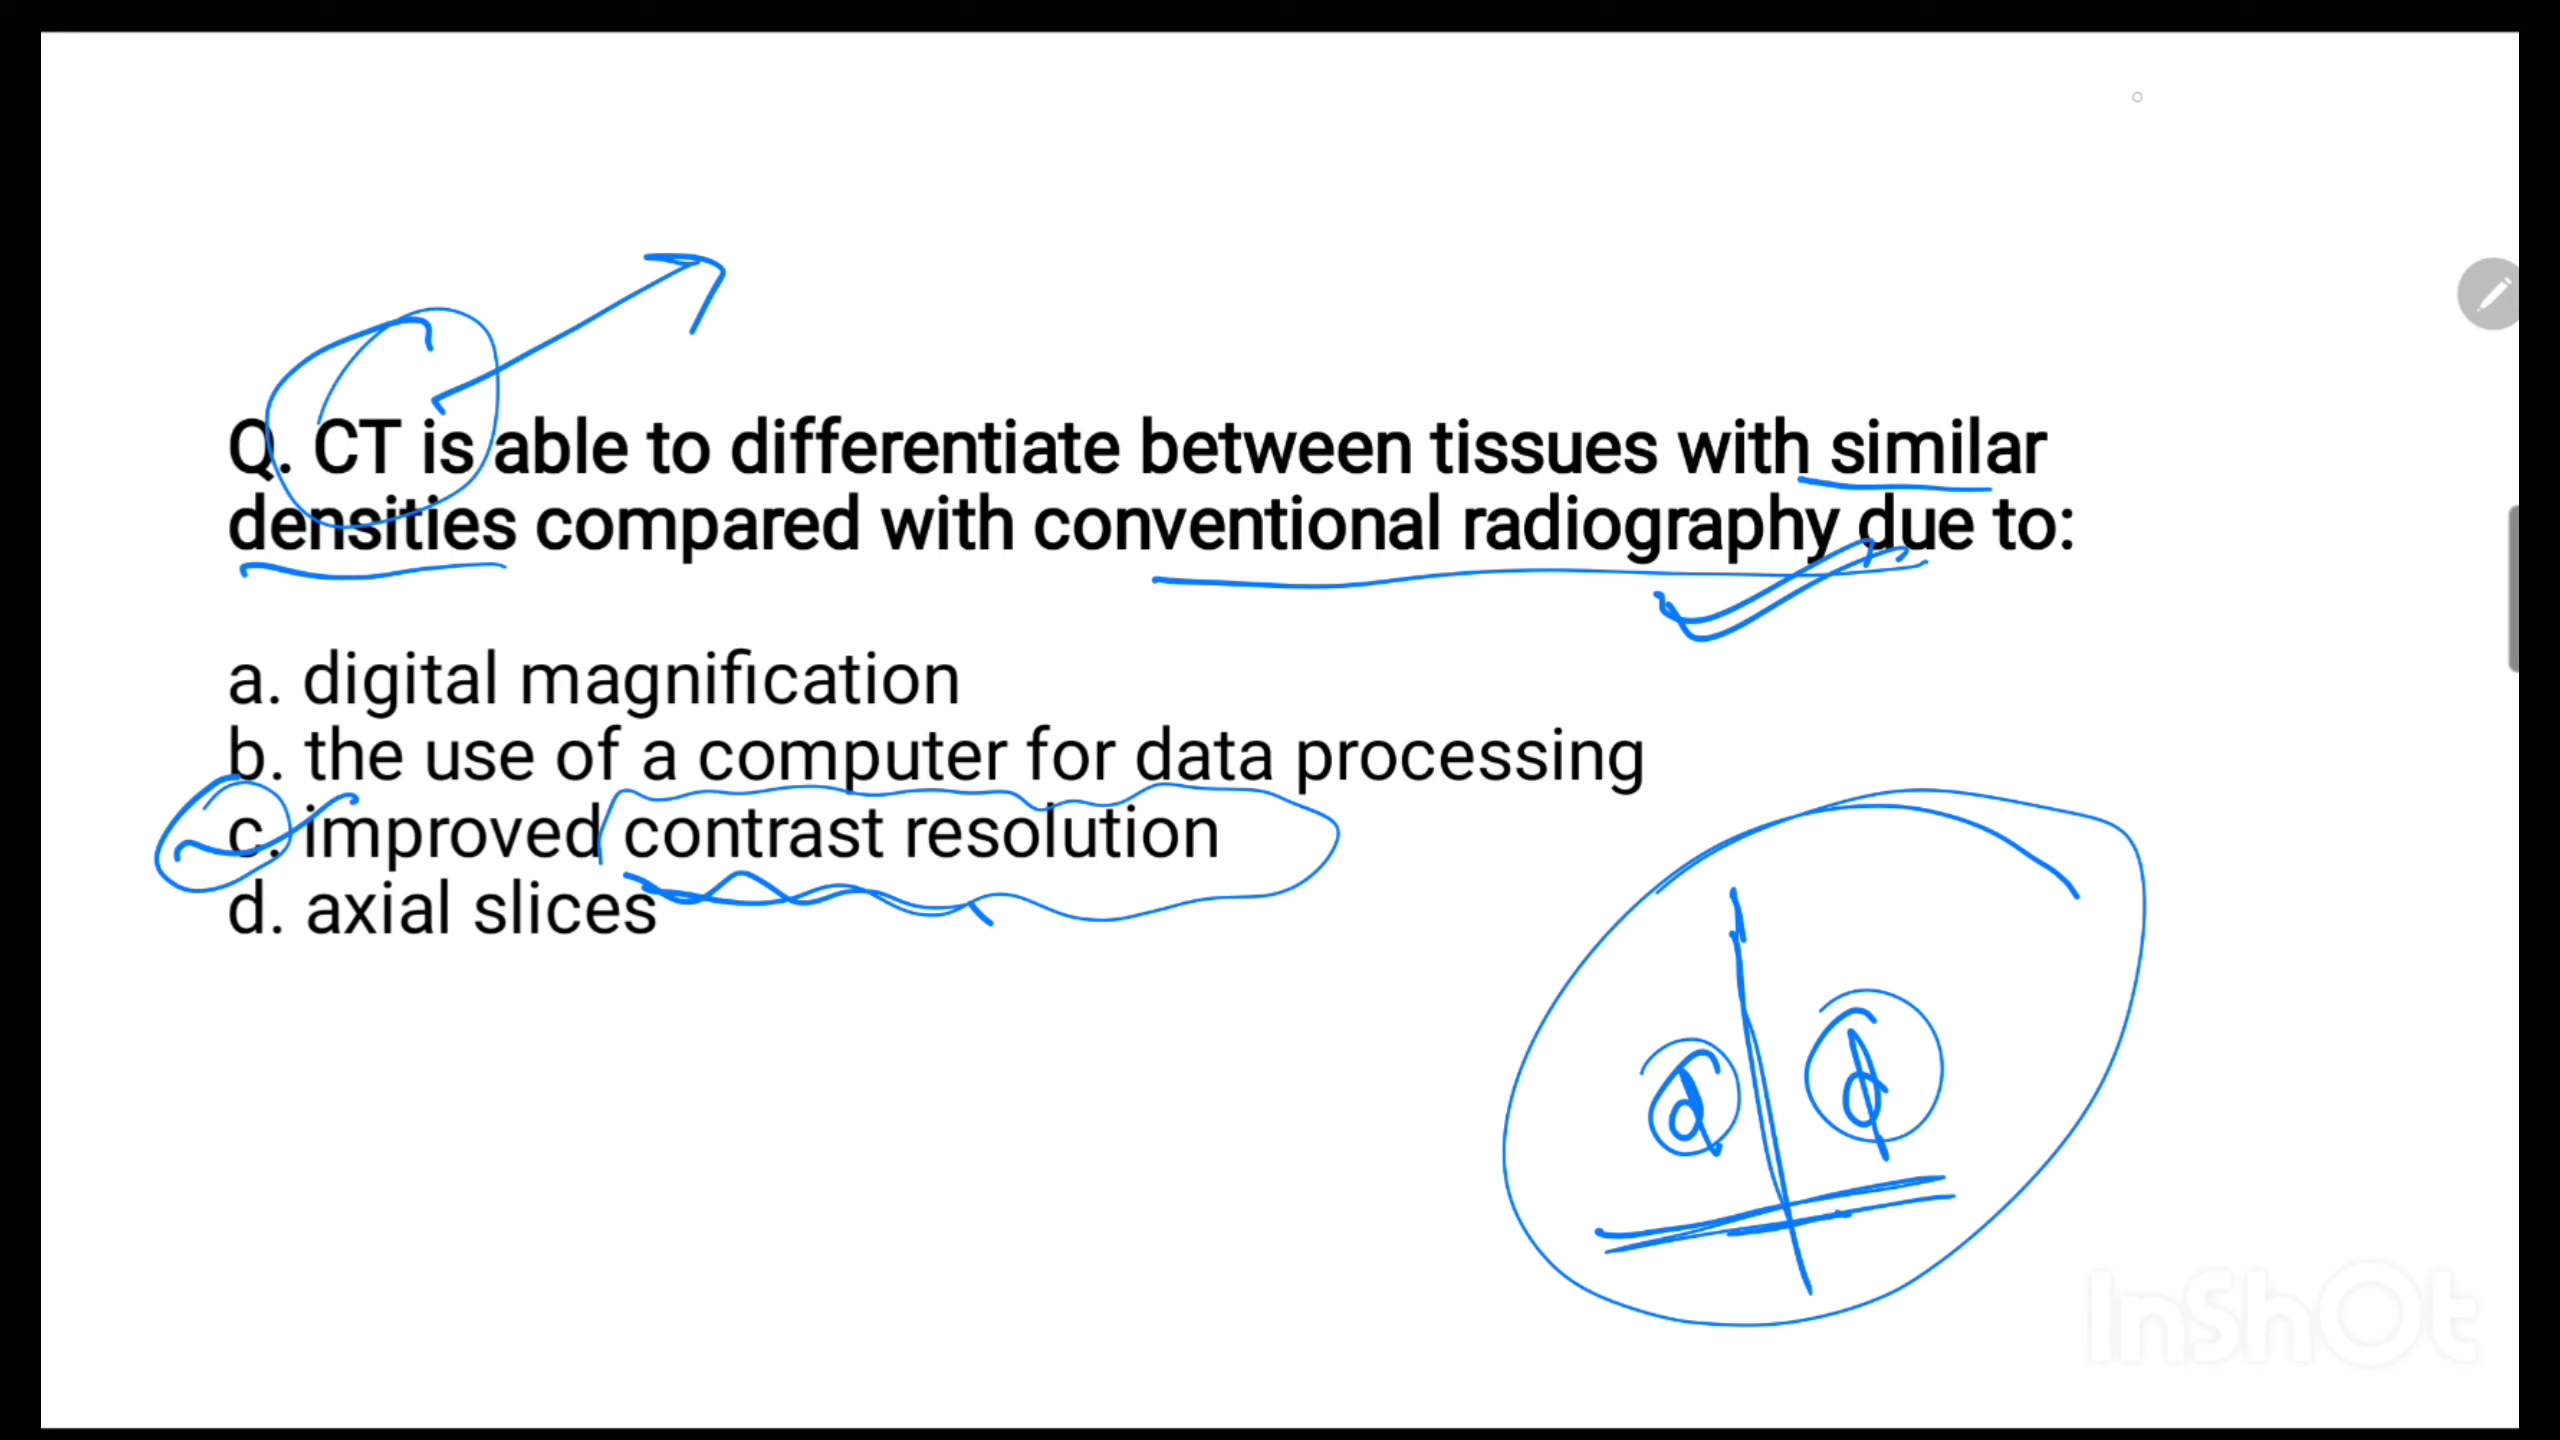 Q. CT is able to differentiate between tissues with similar
densities compared with conventional radiography due to:
a. digital magnification
b. the use of a computer for data processing
c. improved contrast resolution
d. axial slices
d d
InShOt